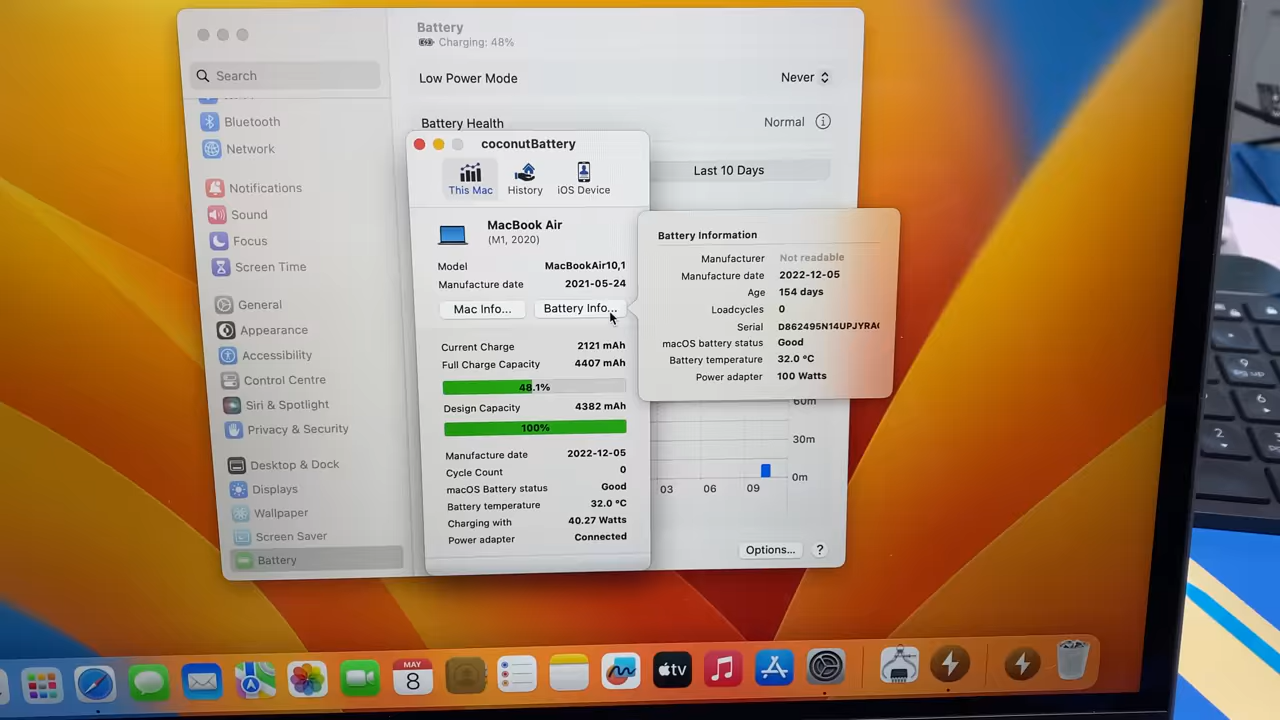 Battery
Charging: 48%
Search
Low Power Mode
Never
Bluetooth
Battery Health
Normal
Network
coconutBattery
Last 10 Days
This Mac
History
iOS Device
Notifications
Sound
Focus
Screen Time
General
Appearance
Accessibility
Control Centre
Siri & Spotlight
Privacy & Security
Desktop & Dock
Displays
Wallpaper
Screen Saver
Battery
MacBook Air
(M1, 2020)
Model MacBookAir10,1
Manufacture date 2021-05-24
Mac Info... Battery Info...
Current Charge 2121 mAh
Full Charge Capacity 4407 mAh
48.1%
Design Capacity 4382 mAh
100%
Manufacture date 2022-12-05
Cycle Count 0
macOS Battery status Good
Battery temperature 32.0 °C
Charging with 40.27 Watts
Power adapter Connected
Battery Information
Manufacturer Not readable
Manufacture date 2022-12-05
Age 154 days
Loadcycles 0
Serial D862495N14UPJYRA
macOS battery status Good
Battery temperature 32.0 °C
Power adapter 100 Watts
60m
30m
0m
03 06 09
Options... ?
MAY
8
tv